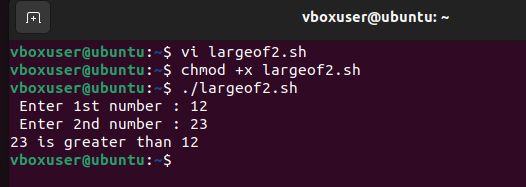 vboxuser@ubuntu: ~
vboxuser@ubuntu:~$ vi largeof2.sh
vboxuser@ubuntu:~$ chmod +x largeof2.sh
vboxuser@ubuntu:~$ ./largeof2.sh
 Enter 1st number : 12
 Enter 2nd number : 23
23 is greater than 12
vboxuser@ubuntu:~$